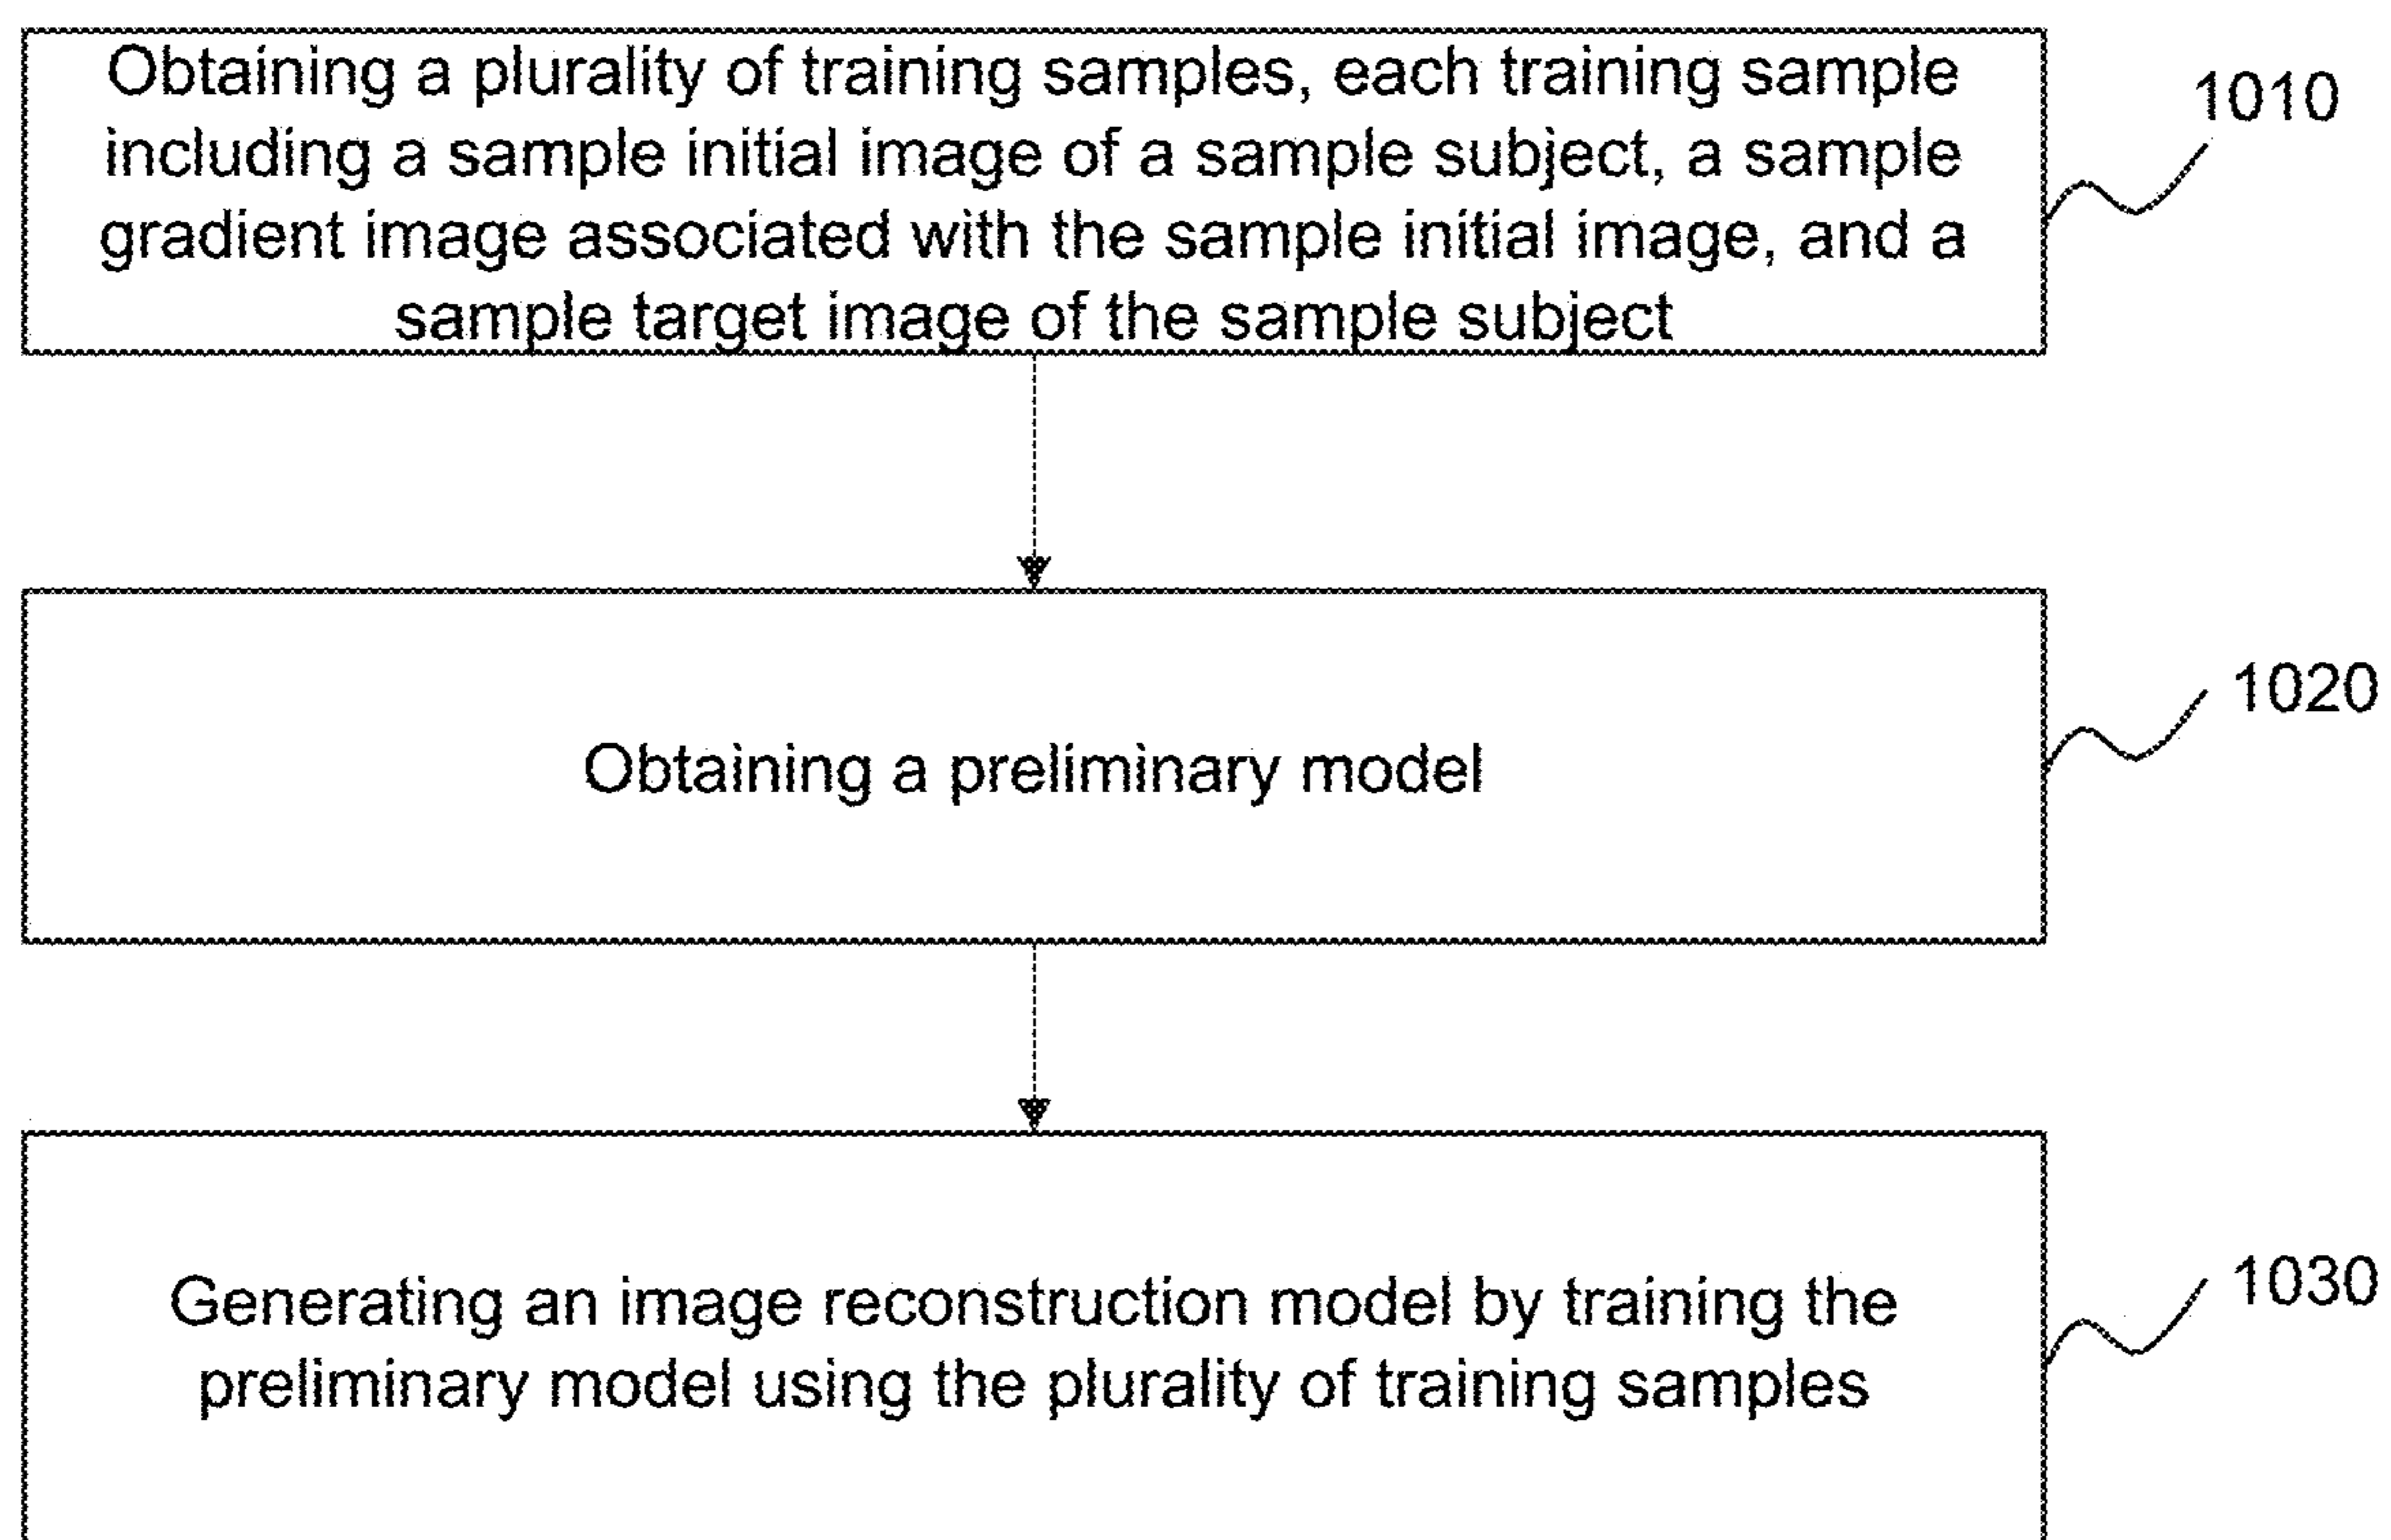 Obtaining a plurality of training samples, each training sample
including a sample initial image of a sample subject, a sample
gradient image associated with the sample initial image, and a
sample target image of the sample subject
1010
Obtaining a preliminary model
1020
Generating an image reconstruction model by training the
preliminary model using the plurality of training samples
1030